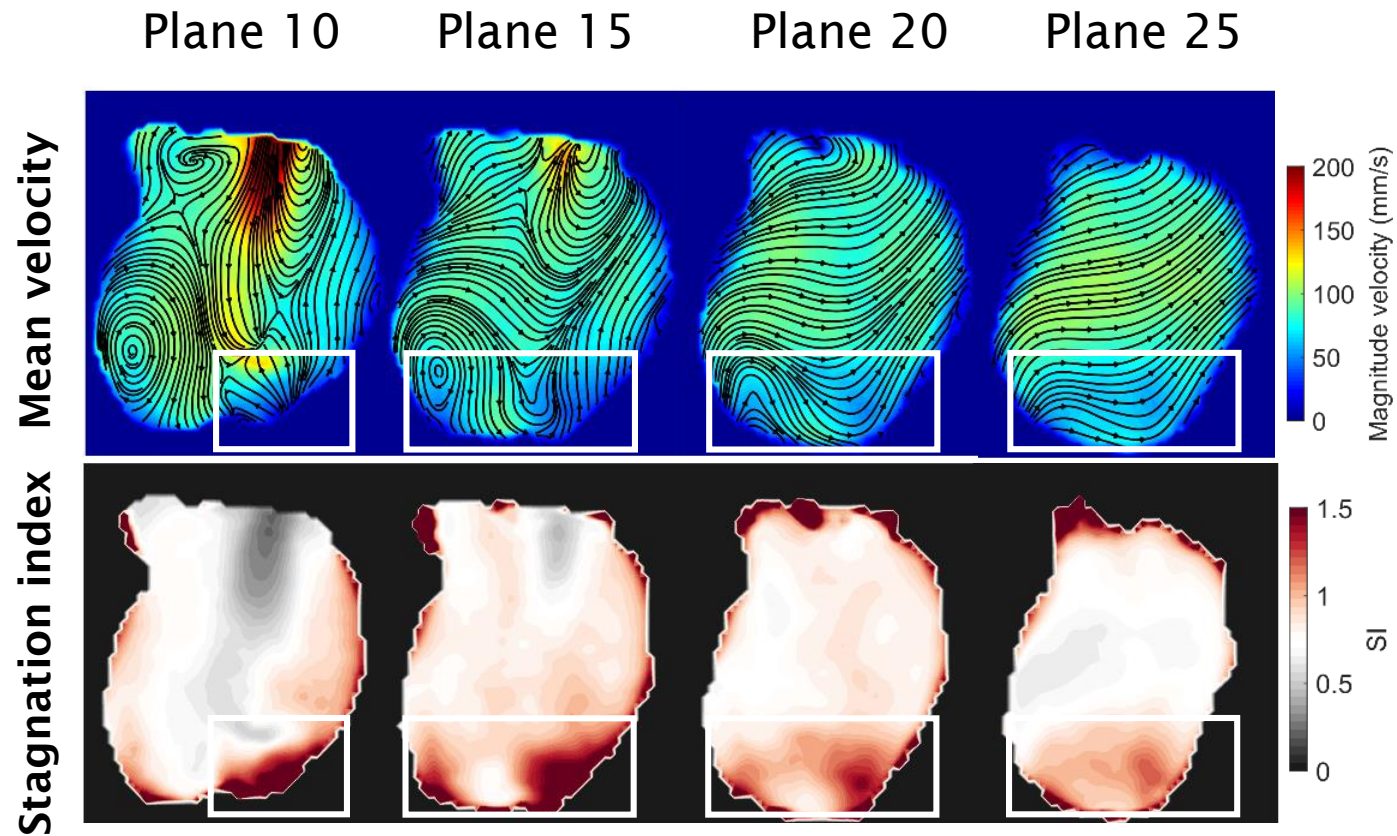 Plane 10 Plane 15 Plane 20 Plane 25
Mean velocity
200
150
100
50
0
Magnitude velocity (mm/s)
Stagnation index
1.5
1
0.5
0
SI